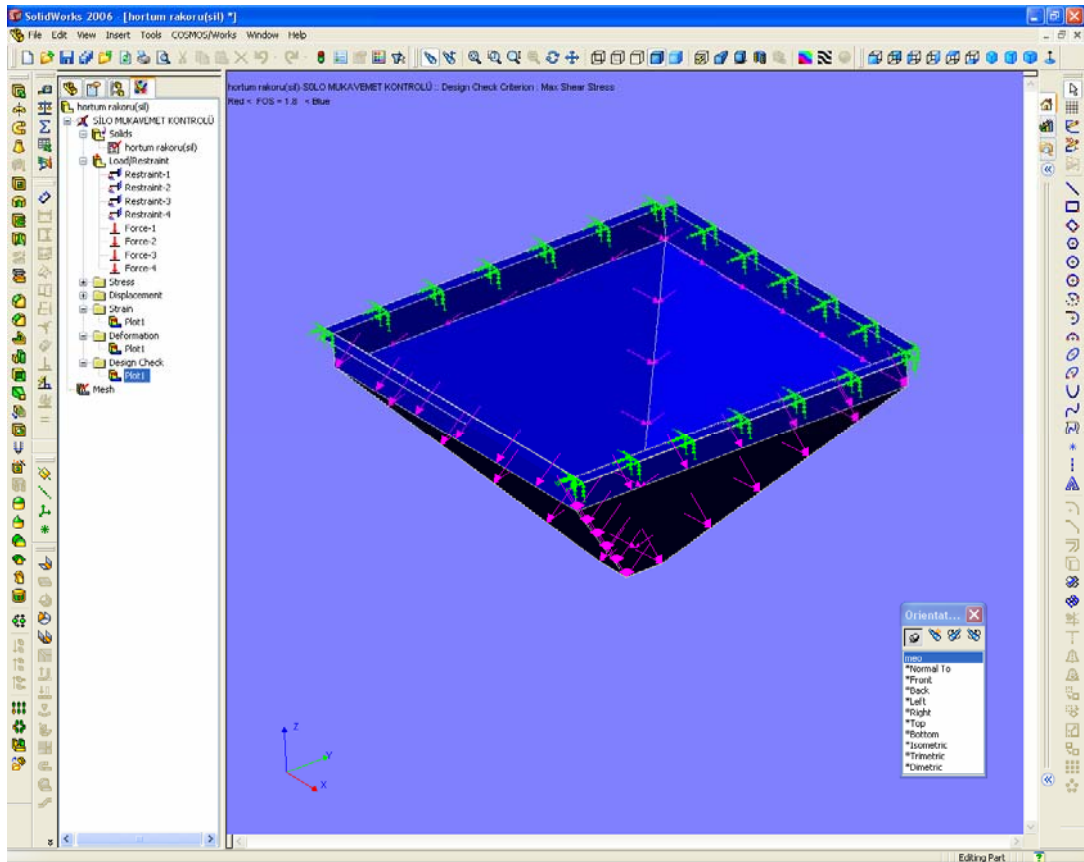 SolidWorks 2006 - [hortum rakoru(sil) *]
File Edit View Insert Tools COSMOS/Works Window Help
hortum rakoru(sil)
SİLO MUKAVEMET KONTROLÜ
Solids
hortum rakoru(sil)
Load/Restraint
Restraint-1
Restraint-2
Restraint-3
Restraint-4
Force-1
Force-2
Force-3
Force-4
Stress
Displacement
Strain
Plot1
Deformation
Plot1
Design Check
Plot1
Mesh
hortum rakoru(sil)-SOLO MUKAVEMET KONTROLÜ :: Design Check Criterion : Max Shear Stress
Red < FOS = 1.8 < Blue
Z
Y
X
Orientat...
meo
*Normal To
*Front
*Back
*Left
*Right
*Top
*Bottom
*Isometric
*Trimetric
*Dimetric
Editing Part